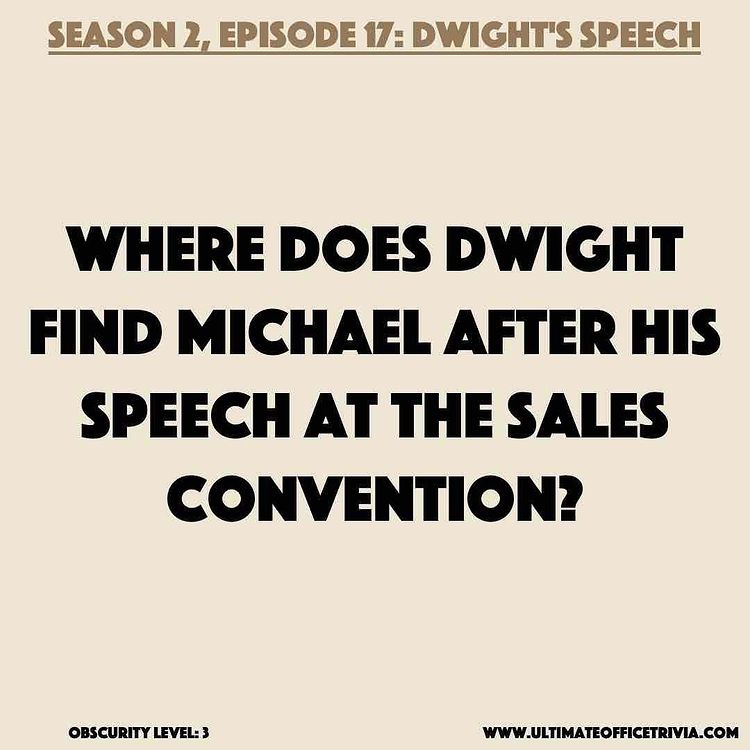 SEASON 2, EPISODE 17: DWIGHT'S SPEECH
WHERE DOES DWIGHT
FIND MICHAEL AFTER HIS
SPEECH AT THE SALES
CONVENTION?
OBSCURITY LEVEL: 3
WWW.ULTIMATEOFFICETRIVIA.COM